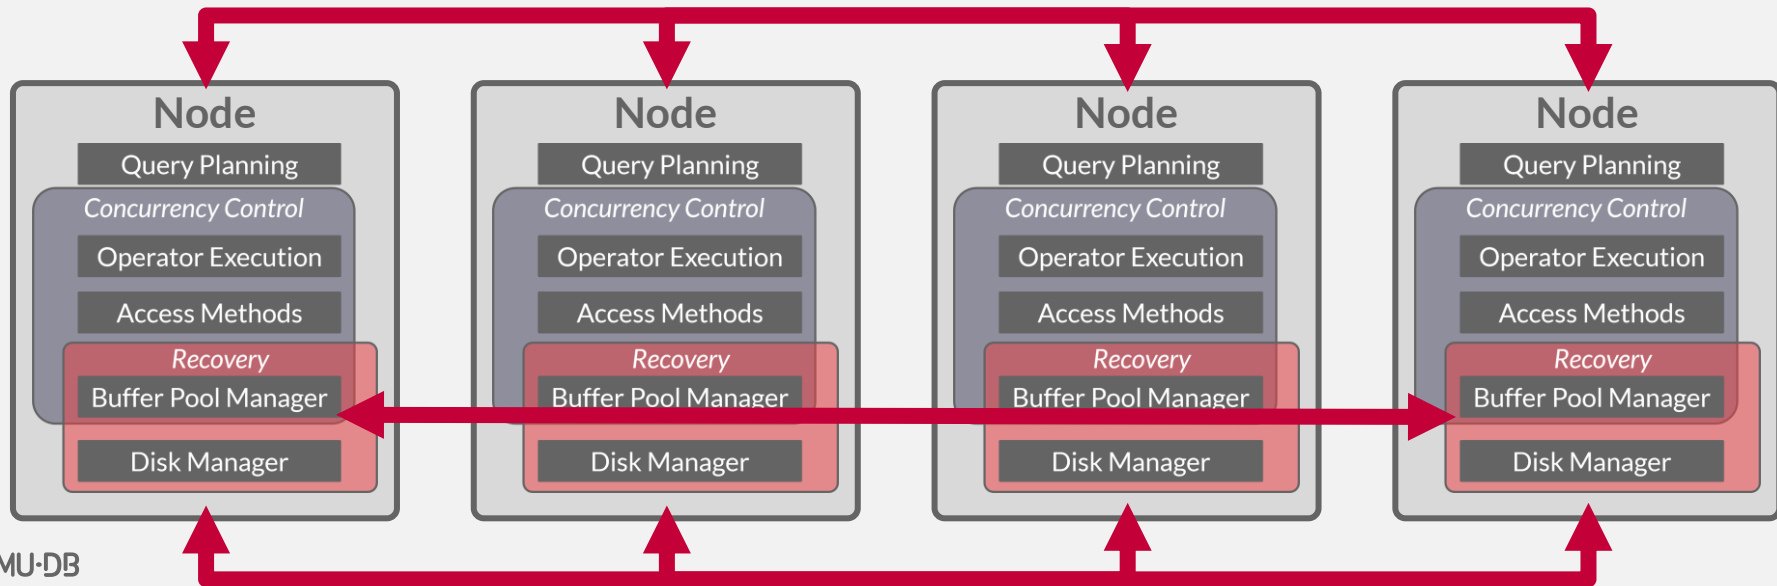 Node
Query Planning
Concurrency Control
Operator Execution
Access Methods
Recovery
Buffer Pool Manager
Disk Manager
Node
Query Planning
Concurrency Control
Operator Execution
Access Methods
Recovery
Buffer Pool Manager
Disk Manager
Node
Query Planning
Concurrency Control
Operator Execution
Access Methods
Recovery
Buffer Pool Manager
Disk Manager
Node
Query Planning
Concurrency Control
Operator Execution
Access Methods
Recovery
Buffer Pool Manager
Disk Manager
MU·DB